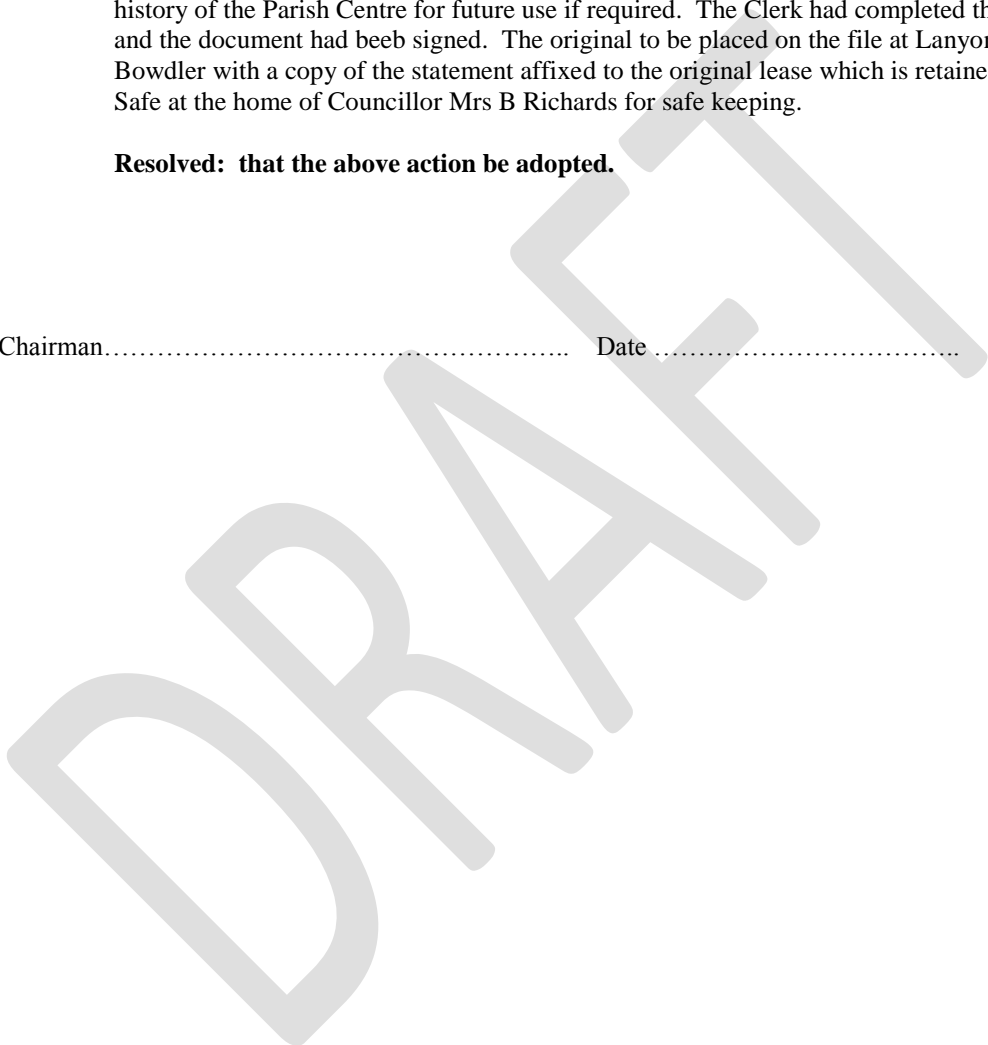 history of the Parish Centre for future use if required.  The Clerk had completed
and the document had beeb signed.  The original to be placed on the file at
Bowdler with a copy of the statement affixed to the original lease which is
Safe at the home of Councillor Mrs B Richards for safe keeping.
Resolved:  that the above action be adopted.
Chairman…………………………………………….. Date ……………………………..
DRAFT